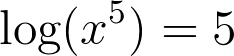 log(x^5) = 5